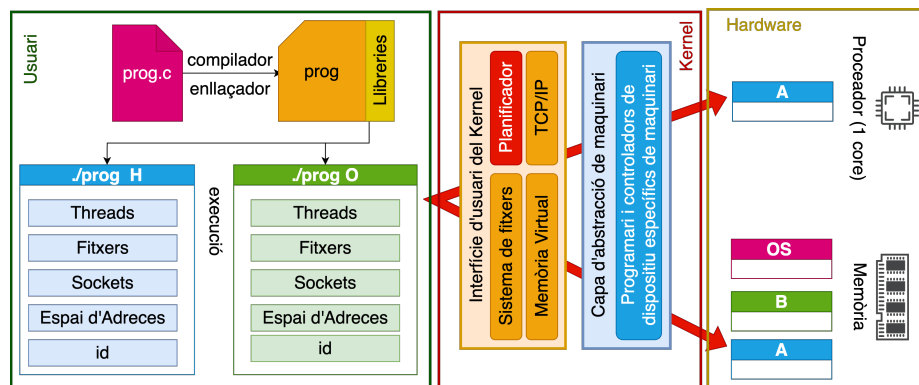 Usuari
prog.c
compilador
enllaçador
prog
Llibreries
./prog H
Threads
Fitxers
Sockets
Espai d'Adreces
id
execució
./prog O
Threads
Fitxers
Sockets
Espai d'Adreces
id
Kernel
Interfície d'usuari del Kernel
Planificador
TCP/IP
Sistema de fitxers
Memòria Virtual
Capa d'abstracció de maquinari
Programari i controladors de
dispositiu específics de maquinari
Hardware
A
Proceador (1 core)
OS
B
A
Memòria